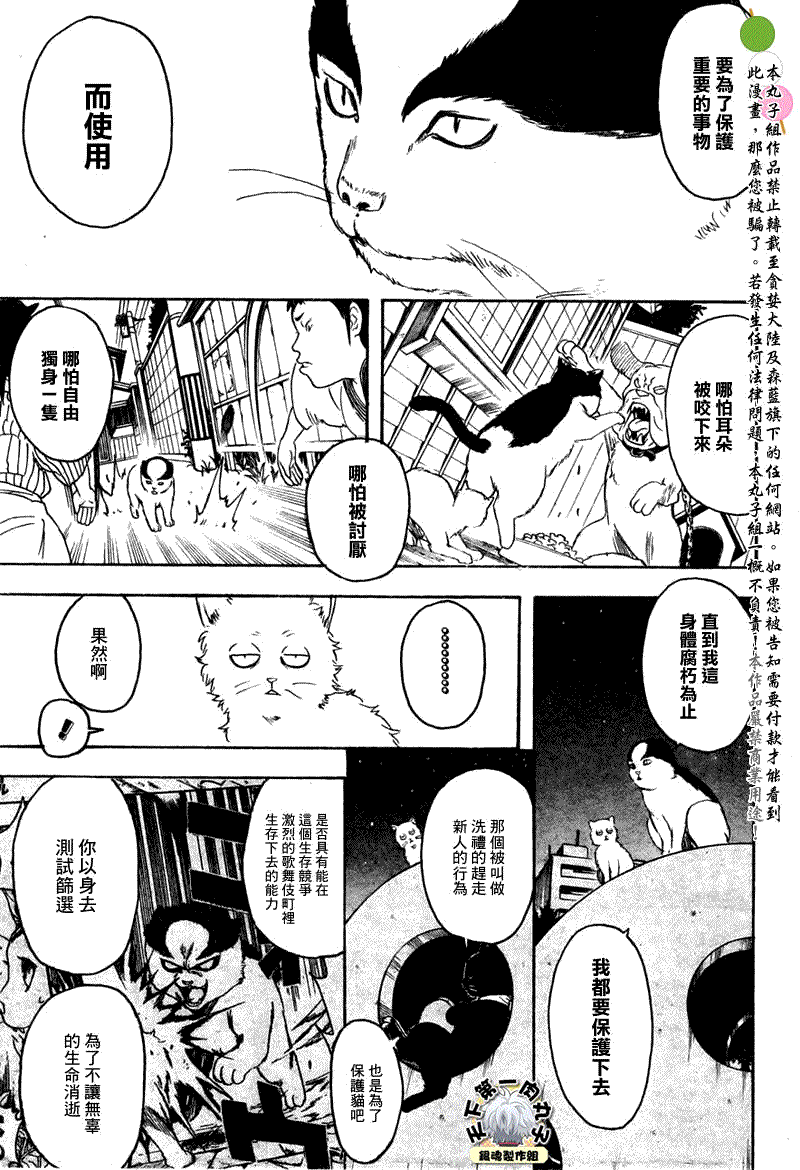 要為了保護
重要的事物
而使用
哪怕耳朵
被咬下來
哪怕被討厭
哪怕自由
獨身一隻
直到我這
身體腐朽為止
我都要保護下去
………
果然啊
！
那個被叫做
洗禮的趕走
新人的行為
也是為了
保護貓吧
是否具有能在
這個生存競爭
激烈的歌舞伎町裡
生存下去的能力
你以身去
測試篩選
為了不讓無辜
的生命消逝
本丸子組作品禁止轉載至貪婪大陸及森藍旗下的任何網站。如果您被告知需要付款才能看到
此漫畫，那麼您被騙了。若發生任何法律問題！本丸子組一概不負責！本作品嚴禁商業用途！
天下第一肉丸子
銀魂製作組